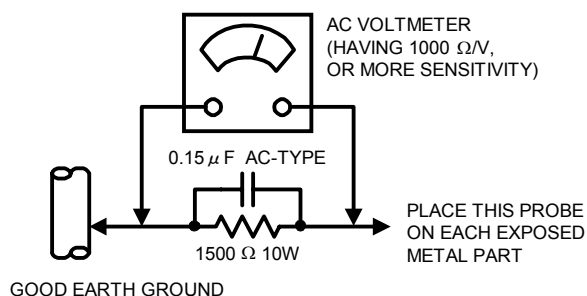 AC VOLTMETER
(HAVING 1000 Ω/V,
OR MORE SENSITIVITY)
0.15 μ F AC-TYPE
1500 Ω 10W
PLACE THIS PROBE
ON EACH EXPOSED
METAL PART
GOOD EARTH GROUND